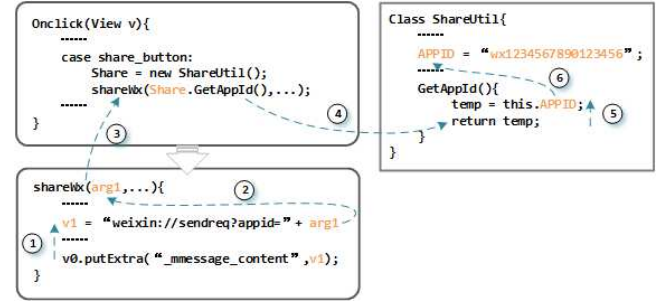 Onclick(View v){
------
case share_button:
Share = new ShareUtil();
shareWx(Share.GetAppId(),...);
------
}
3
4
shareWx(arg1,...){
------
2
v1 = “weixin://sendreq?appid=”+ arg1
1
------
v0.putExtra(“_mmessage_content”,v1);
}
Class ShareUtil{
------
APPID = “wx1234567890123456”;
------
6
GetAppId(){
temp = this.APPID;
5
return temp;
}
}